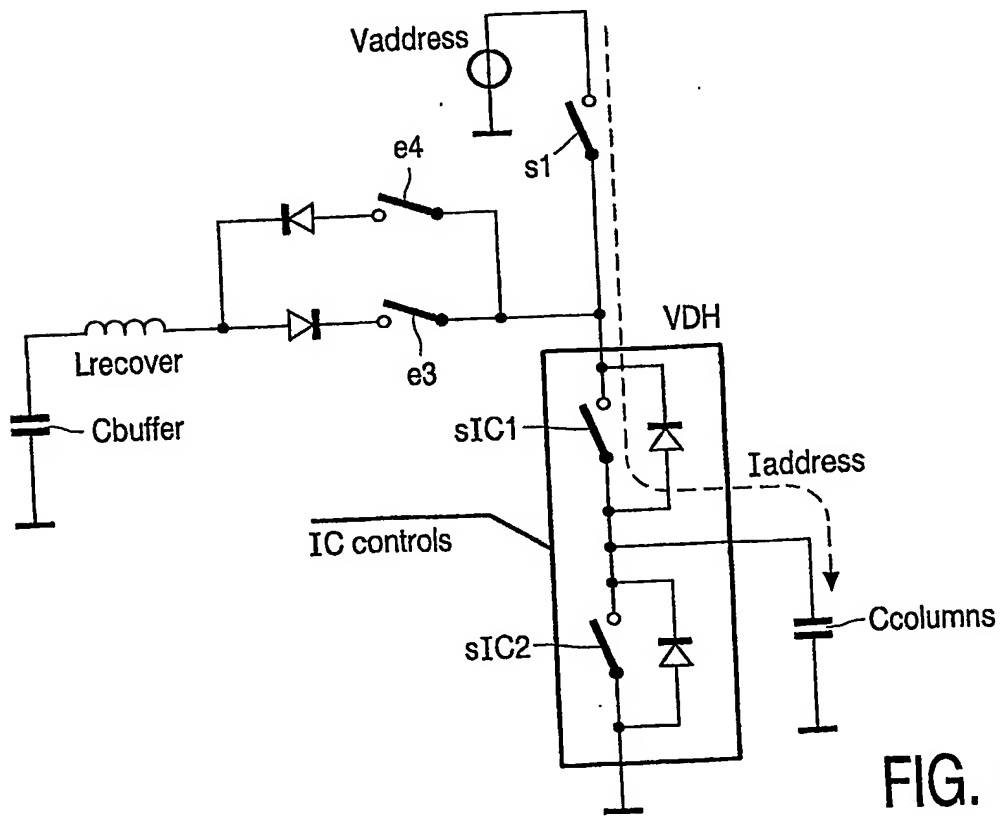 Vaddress
s1
e4
VDH
Lrecover
e3
Cbuffer
sIC1
Iaddress
IC controls
Ccolumns
sIC2
FIG.